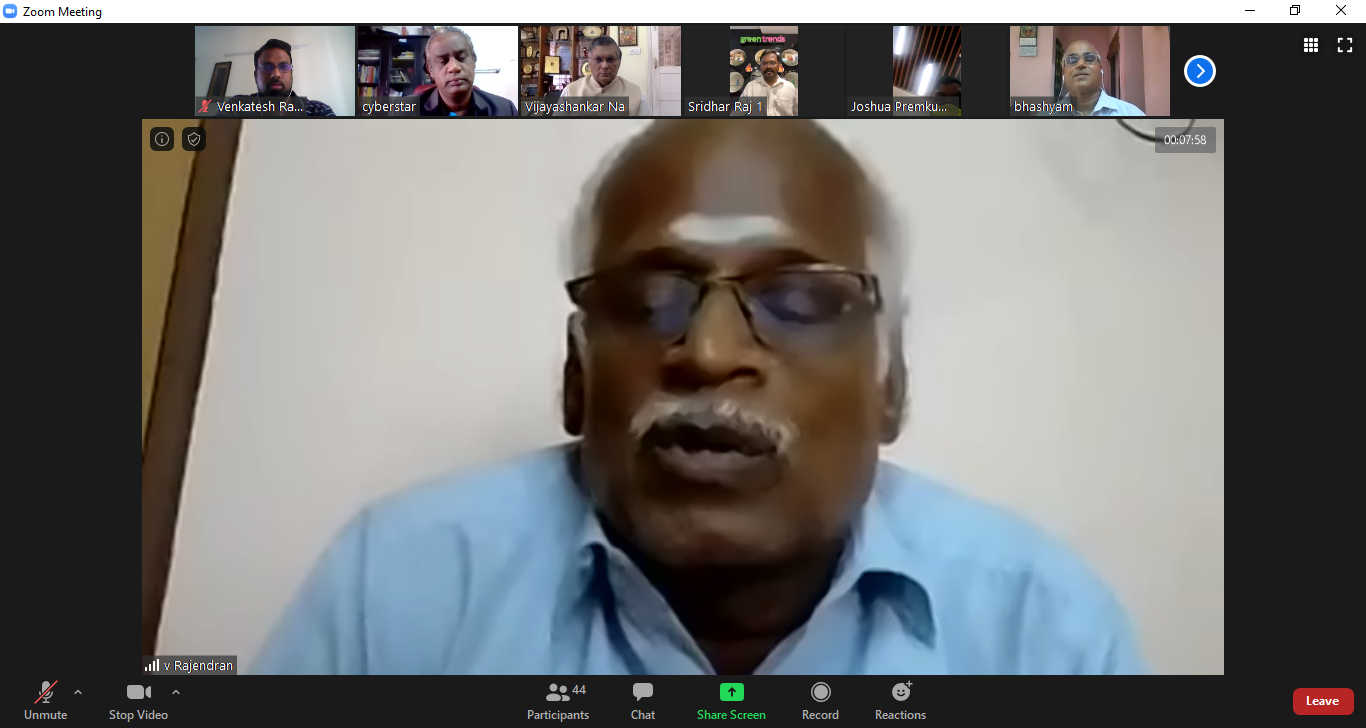 Zoom Meeting
Venkatesh Ra...
cyberstar
Vijayashankar Na
green trends
Sridhar Raj 1
Joshua Premku...
bhashyam
00:07:58
v Rajendran
Unmute
Stop Video
44
Participants
Chat
Share Screen
Record
Reactions
Leave